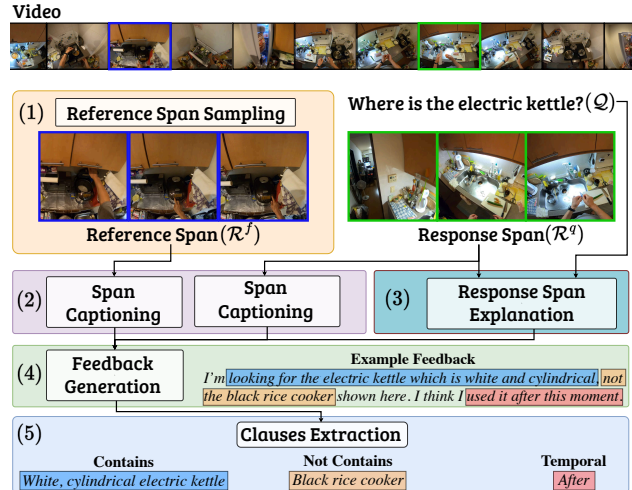 Video
(1)
Reference Span Sampling
Where is the electric kettle?(Q)
Reference Span(R^f)
Response Span(R^q)
(2)
Span
Captioning
Span
Captioning
(3)
Response Span
Explanation
(4)
Feedback
Generation
Example Feedback
I'm looking for the electric kettle which is white and cylindrical, not
the black rice cooker shown here. I think I used it after this moment.
(5)
Clauses Extraction
Contains
Not Contains
Temporal
White, cylindrical electric kettle
Black rice cooker
After